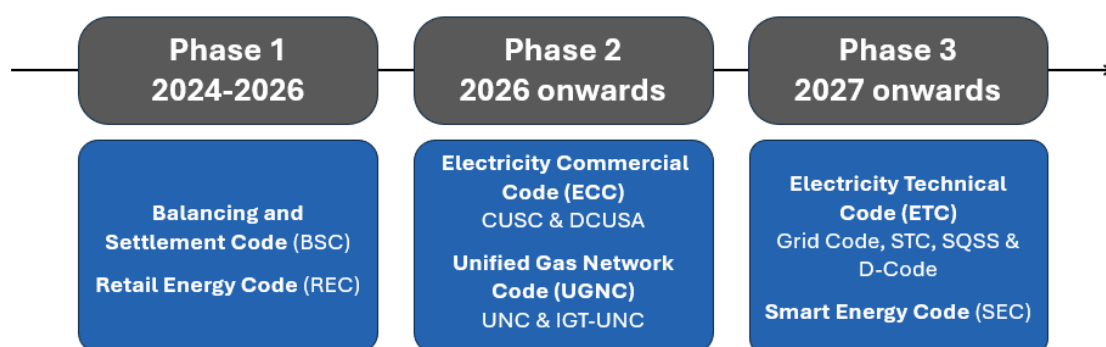 Phase 1
2024-2026
Phase 2
2026 onwards
Phase 3
2027 onwards
Balancing and
Settlement Code (BSC)
Retail Energy Code (REC)
Electricity Commercial
Code (ECC)
CUSC & DCUSA
Unified Gas Network
Code (UGNC)
UNC & IGT-UNC
Electricity Technical
Code (ETC)
Grid Code, STC, SQSS &
D-Code
Smart Energy Code (SEC)